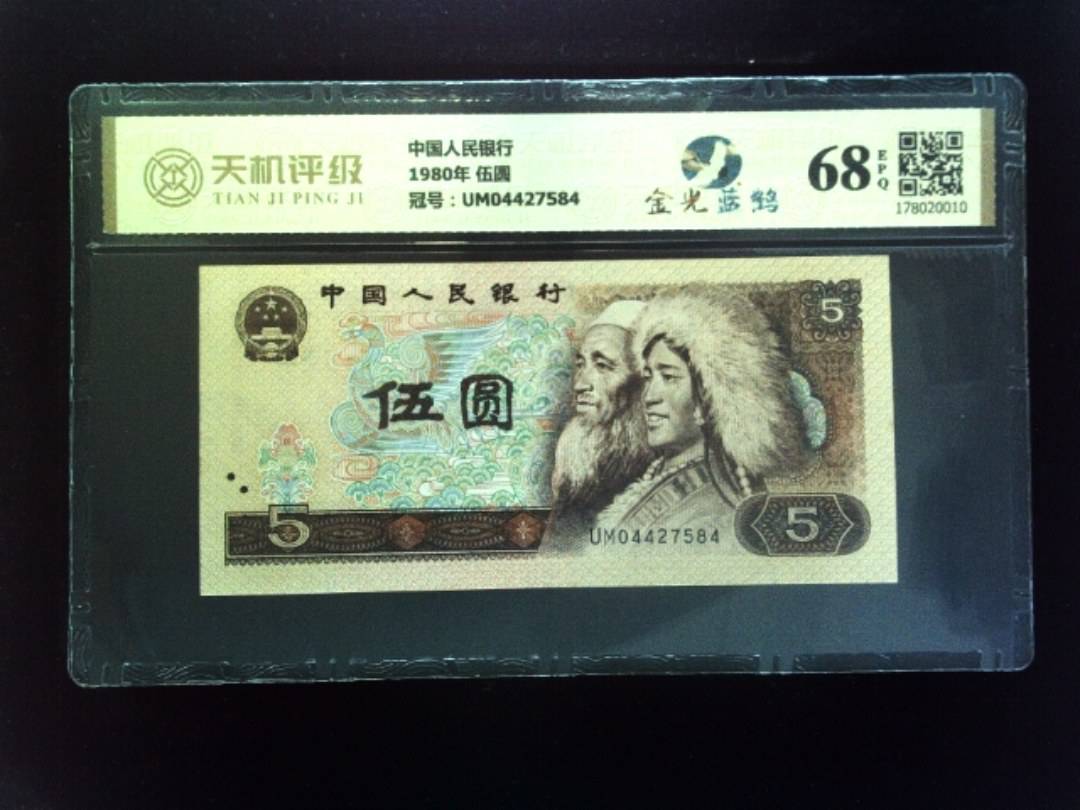 天机评级
TIAN JI PING JI
中国人民银行
1980年 伍圆
冠号：UM04427584
金光蓝鹤
68
EPQ
178020010
中国人民银行
5
伍圆
5
UM04427584
5